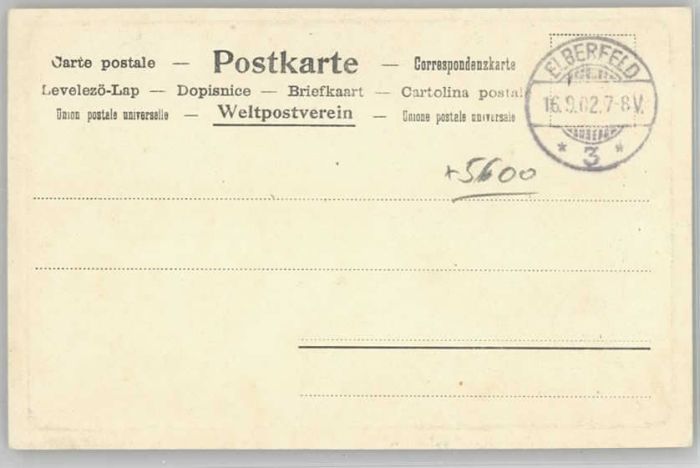 Carte postale — Postkarte — Correspondenzkarte
Levelezö-Lap — Dopisnice — Briefkaart — Cartolina postale
Union postale universelle — Weltpostverein — Unione postale universale
ELBERFELD
16.9.02.7-8V.
* 3 *
+5600